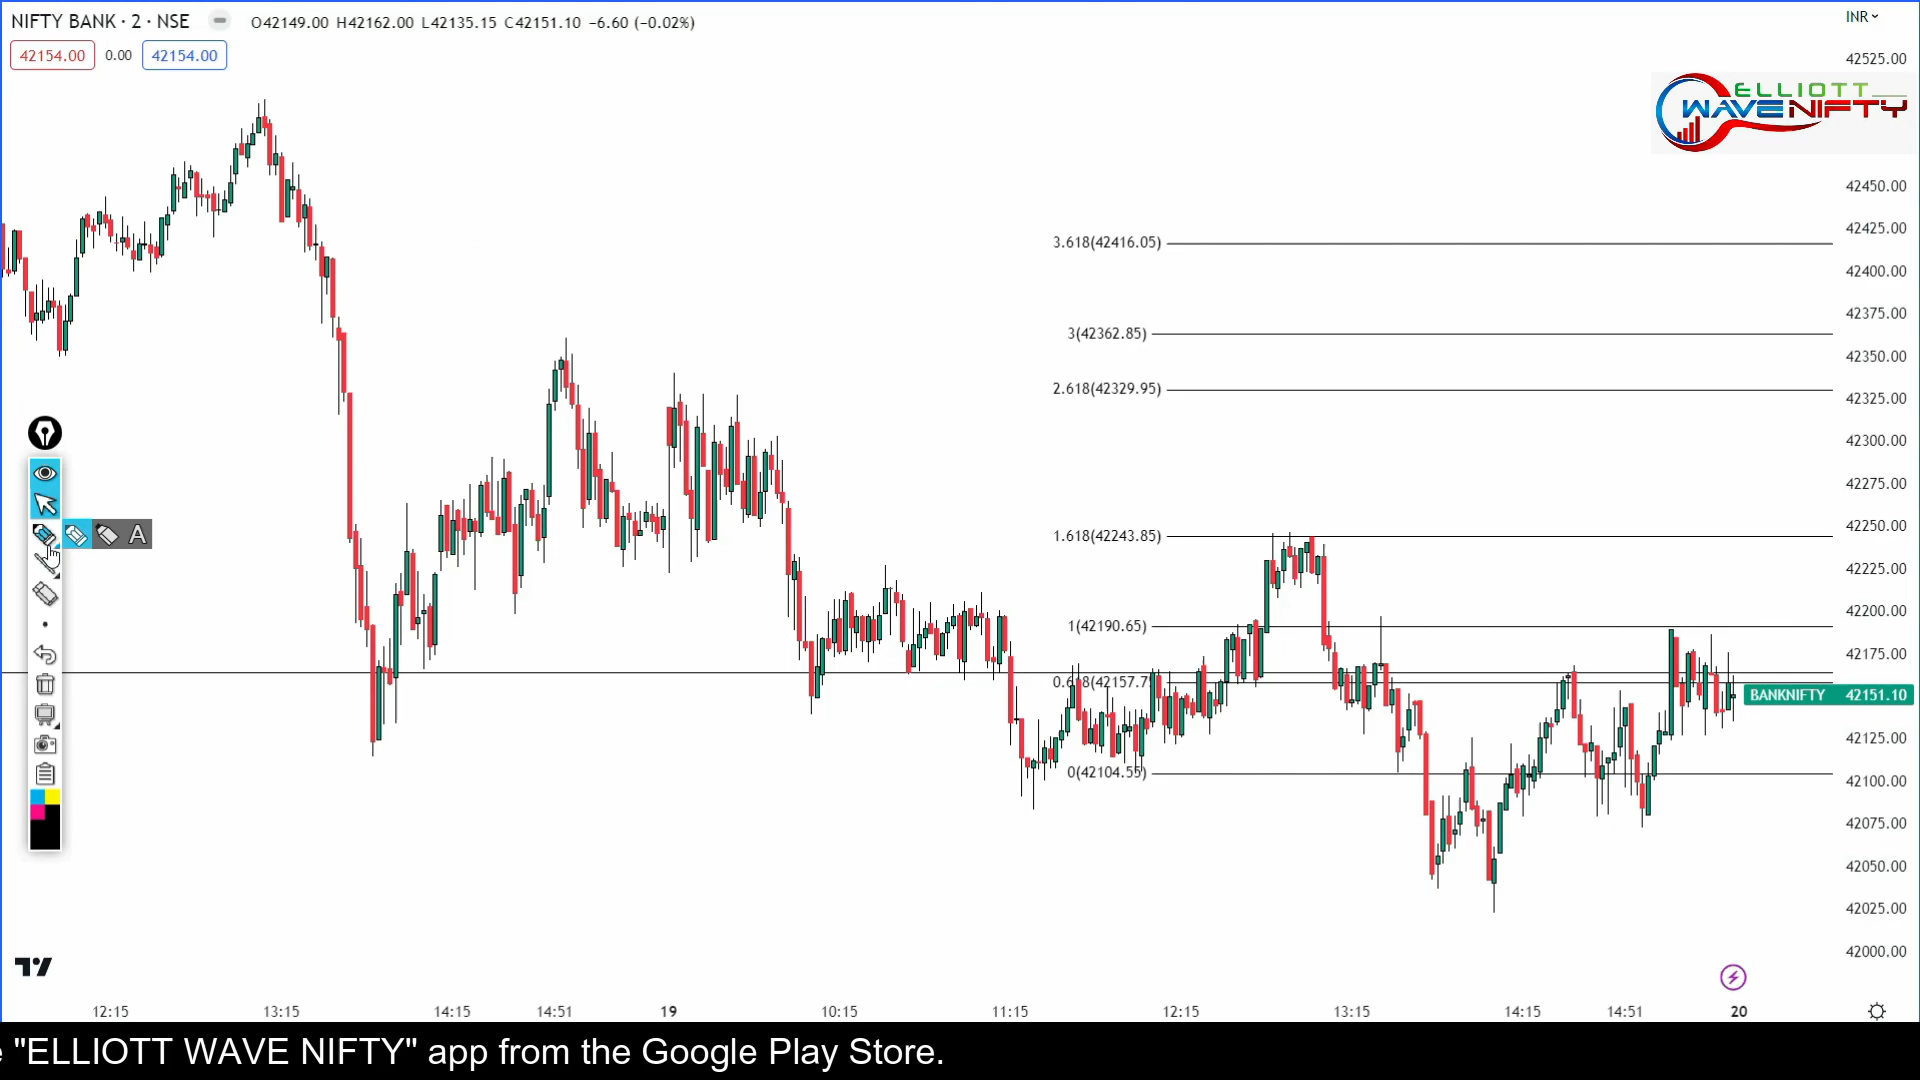 NIFTY BANK · 2 · NSE
O42149.00 H42162.00 L42135.15 C42151.10 −6.60 (−0.02%)
INR
42154.00 0.00 42154.00
42525.00
ELLIOTT
WAVE NIFTY
42450.00
42425.00
3.618(42416.05)
42400.00
42375.00
3(42362.85)
42350.00
2.618(42329.95)
42325.00
42300.00
42275.00
42250.00
A
1.618(42243.85)
42225.00
42200.00
1(42190.65)
42175.00
0.618(42157.7
BANKNIFTY 42151.10
42125.00
0(42104.55)
42100.00
42075.00
42050.00
42025.00
42000.00
12:15 13:15 14:15 14:51 19 10:15 11:15 12:15 13:15 14:15 14:51 20
"ELLIOTT WAVE NIFTY" app from the Google Play Store.